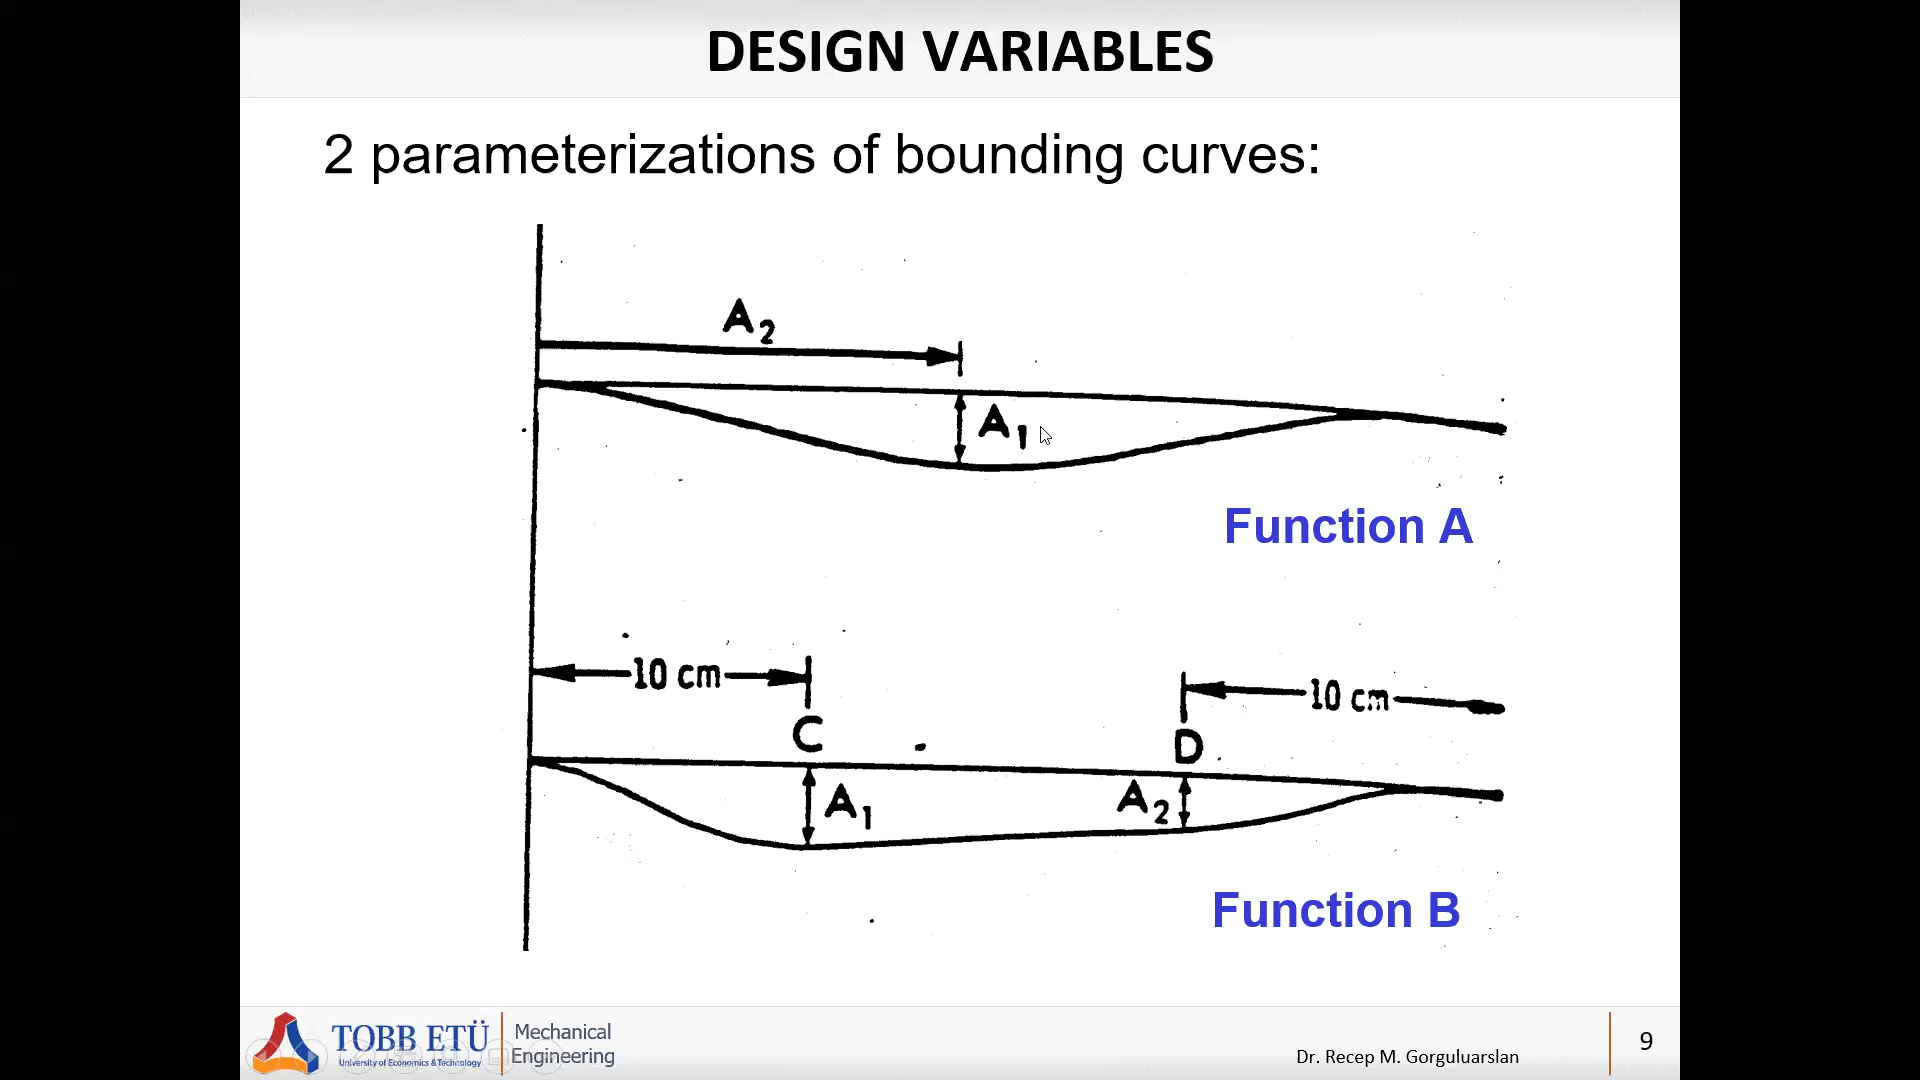 DESIGN VARIABLES
2 parameterizations of bounding curves:
A2
A1
Function A
10 cm
10 cm
C
D
A1
A2
Function B
TOBB ETÜ
University of Economics & Technology
Mechanical
Engineering
Dr. Recep M. Gorguluarslan
9